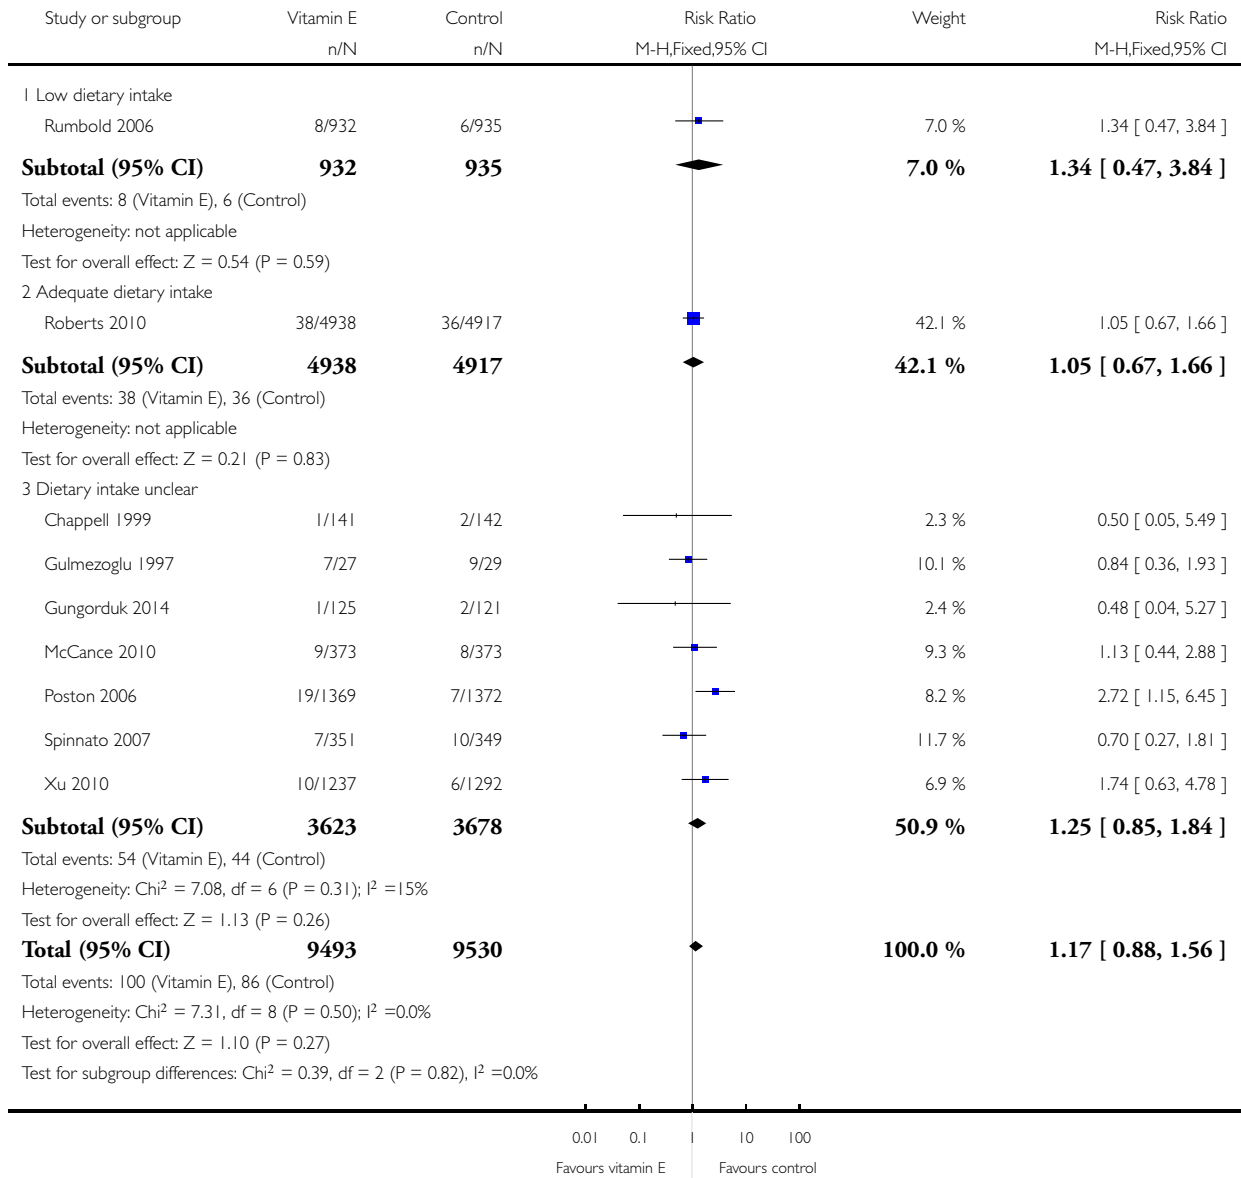 Study or subgroup Vitamin E Control Risk Ratio Weight Risk Ratio
n/N n/N M-H,Fixed,95% CI M-H,Fixed,95% CI
1 Low dietary intake
Rumbold 2006 8/932 6/935 7.0 % 1.34 [ 0.47, 3.84 ]
Subtotal (95% CI) 932 935 7.0 % 1.34 [ 0.47, 3.84 ]
Total events: 8 (Vitamin E), 6 (Control)
Heterogeneity: not applicable
Test for overall effect: Z = 0.54 (P = 0.59)
2 Adequate dietary intake
Roberts 2010 38/4938 36/4917 42.1 % 1.05 [ 0.67, 1.66 ]
Subtotal (95% CI) 4938 4917 42.1 % 1.05 [ 0.67, 1.66 ]
Total events: 38 (Vitamin E), 36 (Control)
Heterogeneity: not applicable
Test for overall effect: Z = 0.21 (P = 0.83)
3 Dietary intake unclear
Chappell 1999 1/141 2/142 2.3 % 0.50 [ 0.05, 5.49 ]
Gulmezoglu 1997 7/27 9/29 10.1 % 0.84 [ 0.36, 1.93 ]
Gungorduk 2014 1/125 2/121 2.4 % 0.48 [ 0.04, 5.27 ]
McCance 2010 9/373 8/373 9.3 % 1.13 [ 0.44, 2.88 ]
Poston 2006 19/1369 7/1372 8.2 % 2.72 [ 1.15, 6.45 ]
Spinnato 2007 7/351 10/349 11.7 % 0.70 [ 0.27, 1.81 ]
Xu 2010 10/1237 6/1292 6.9 % 1.74 [ 0.63, 4.78 ]
Subtotal (95% CI) 3623 3678 50.9 % 1.25 [ 0.85, 1.84 ]
Total events: 54 (Vitamin E), 44 (Control)
Heterogeneity: Chi² = 7.08, df = 6 (P = 0.31); I² =15%
Test for overall effect: Z = 1.13 (P = 0.26)
Total (95% CI) 9493 9530 100.0 % 1.17 [ 0.88, 1.56 ]
Total events: 100 (Vitamin E), 86 (Control)
Heterogeneity: Chi² = 7.31, df = 8 (P = 0.50); I² =0.0%
Test for overall effect: Z = 1.10 (P = 0.27)
Test for subgroup differences: Chi² = 0.39, df = 2 (P = 0.82), I² =0.0%
0.01 0.1 1 10 100
Favours vitamin E Favours control